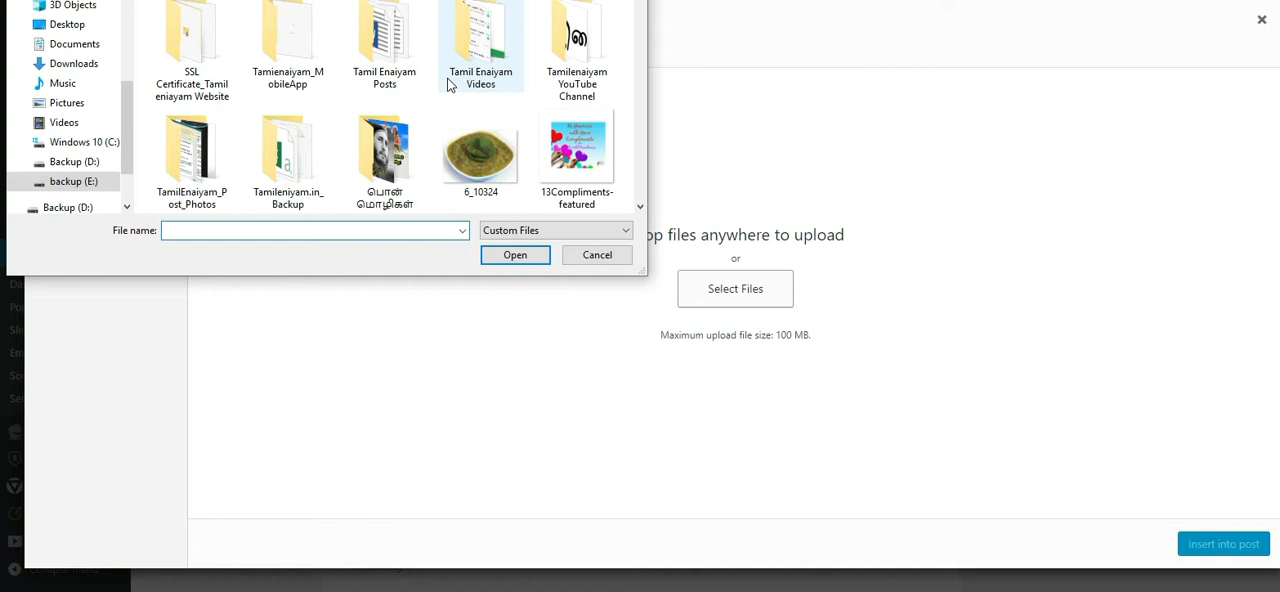 3D Objects
Desktop
Documents
Downloads
Music
Pictures
Videos
Windows 10 (C:)
Backup (D:)
backup (E:)
Backup (D:)
SSL
Certificate_Tamil
eniayam Website
Tamienaiyam_M
obileApp
Tamil Enaiyam
Posts
Tamil Enaiyam
Videos
Tamilenaiyam
YouTube
Channel
TamilEnaiyam_P
ost_Photos
Tamileniyam.in_
Backup
பொன்
மொழிகள்
6_10324
13Compliments-
featured
File name:
Custom Files
Open
Cancel
op files anywhere to upload
or
Select Files
Maximum upload file size: 100 MB.
Insert into post